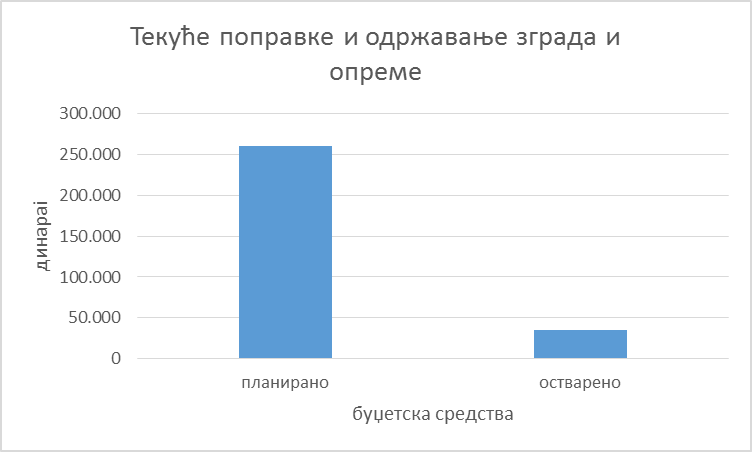 Текуће поправке и одржавање зграда и
опреме
300.000
250.000
200.000
150.000
100.000
50.000
0
динараі
планирано
остварено
буџетска средства